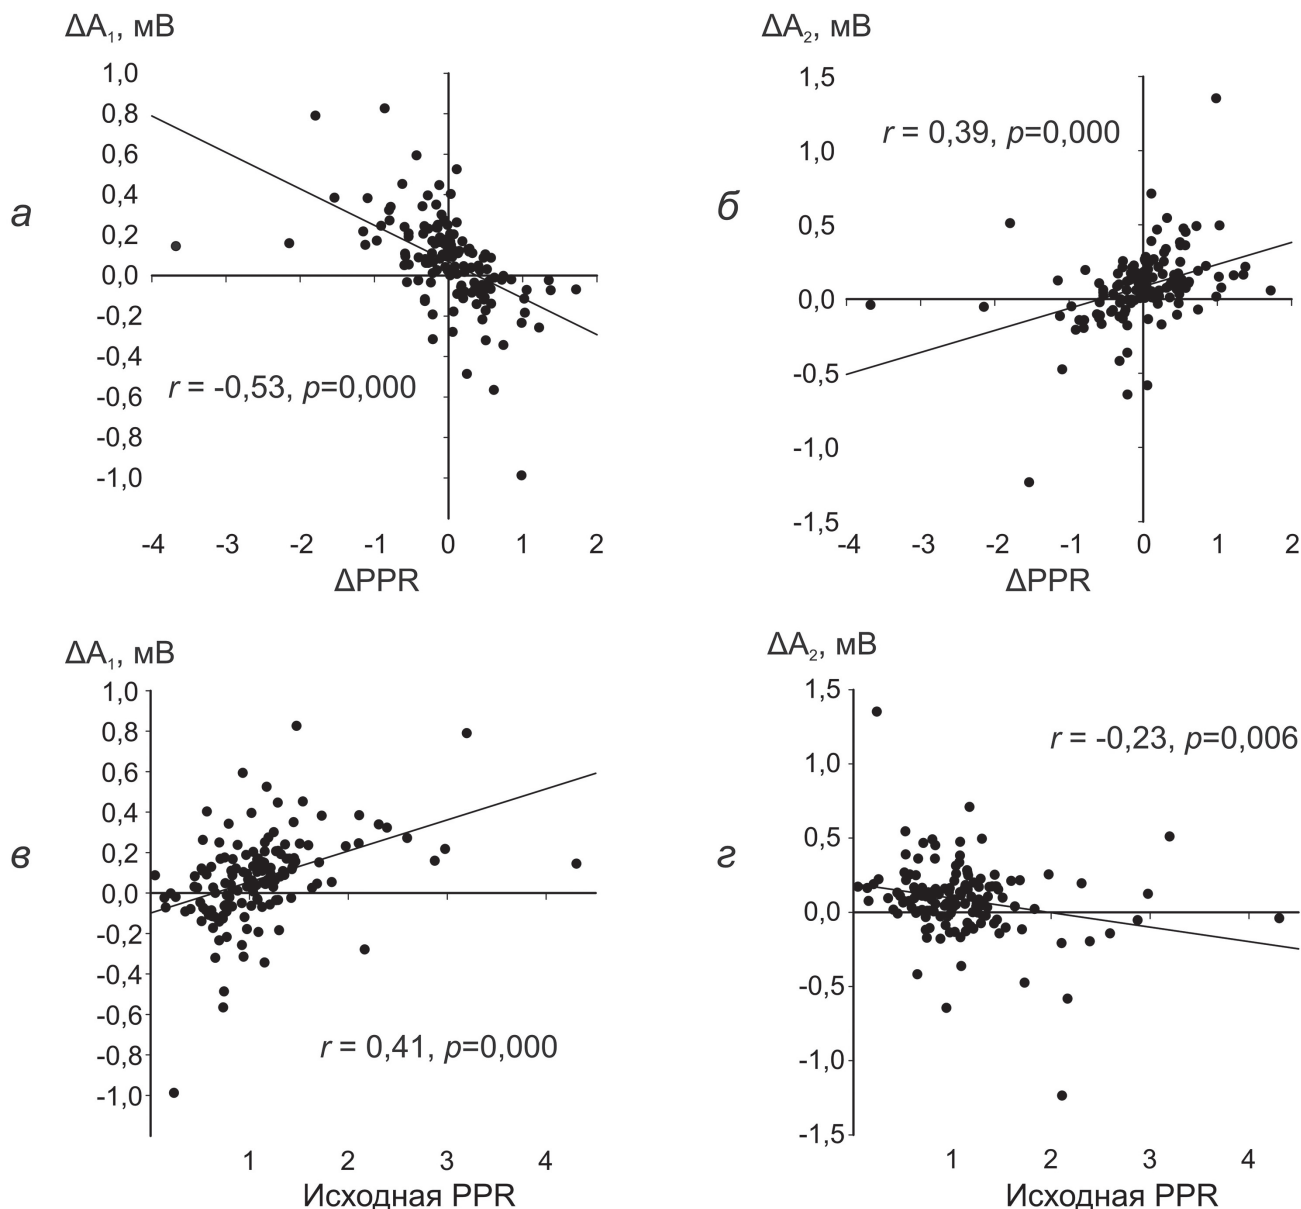 ΔA₁, мВ
1,0
0,8
0,6
0,4
0,2
0,0
-0,2
-0,4
-0,6
-0,8
-1,0
а
r = -0,53, p=0,000
-4 -3 -2 -1 0 1 2
ΔPPR
ΔA₂, мВ
1,5
1,0
0,5
0,0
-0,5
-1,0
-1,5
б
r = 0,39, p=0,000
-4 -3 -2 -1 0 1 2
ΔPPR
ΔA₁, мВ
1,0
0,8
0,6
0,4
0,2
0,0
-0,2
-0,4
-0,6
-0,8
-1,0
в
r = 0,41, p=0,000
1 2 3 4
Исходная PPR
ΔA₂, мВ
1,5
1,0
0,5
0,0
-0,5
-1,0
-1,5
г
r = -0,23, p=0,006
1 2 3 4
Исходная PPR